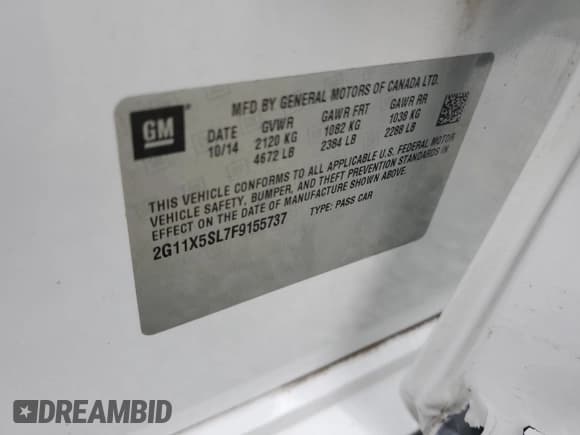 MFD BY GENERAL MOTORS OF CANADA LTD.
GM
DATE GVWR GAWR FRT GAWR RR
10/14 2120 KG 1082 KG 1038 KG
4672 LB 2384 LB 2288 LB
THIS VEHICLE CONFORMS TO ALL APPLICABLE U.S. FEDERAL MOTOR
VEHICLE SAFETY, BUMPER, AND THEFT PREVENTION STANDARDS IN
EFFECT ON THE DATE OF MANUFACTURE SHOWN ABOVE.
2G11X5SL7F9155737 TYPE: PASS CAR
DREAMBID